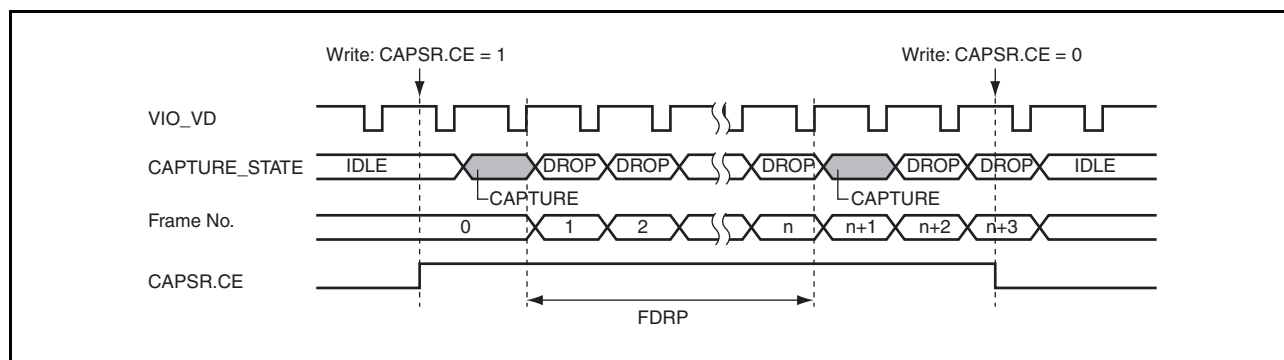 Write: CAPSR.CE = 1 Write: CAPSR.CE = 0
VIO_VD
CAPTURE_STATE IDLE DROP DROP DROP DROP DROP IDLE
CAPTURE CAPTURE
Frame No. 0 1 2 n n+1 n+2 n+3
CAPSR.CE
FDRP